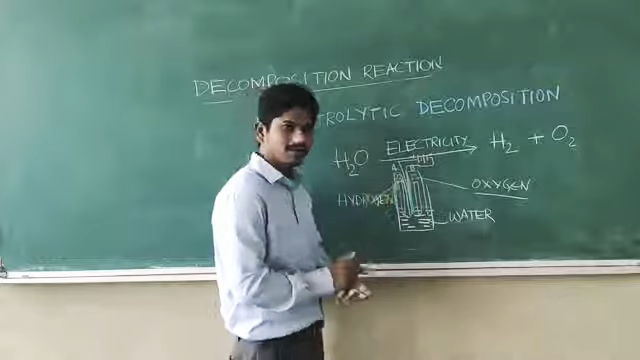 DECOMPOSITION REACTION
TROLYTIC DECOMPOSITION
H₂O ELECTRICITY H₂ + O₂
A B
OXYGEN
HYDROGEN
WATER